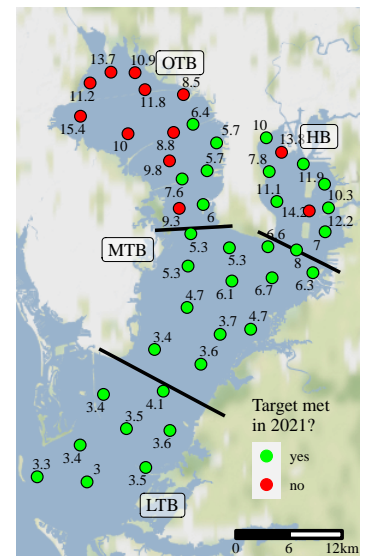 13.7 10.9 OTB
11.2 11.8 8.5
15.4 6.4
10 8.8 5.7 10 13.8 HB
9.8 5.7 7.8 11.9
7.6 11.1 10.3
9.3 6 14.2 12.2
MTB 5.3 5.3 6.6 8 7
5.3 6.1 6.7 6.3
4.7 3.7 4.7
3.4 3.6
3.4 4.1
3.5 3.6
3.4
3.3 3 3.5
LTB
Target met
in 2021?
yes
no
0 6 12km